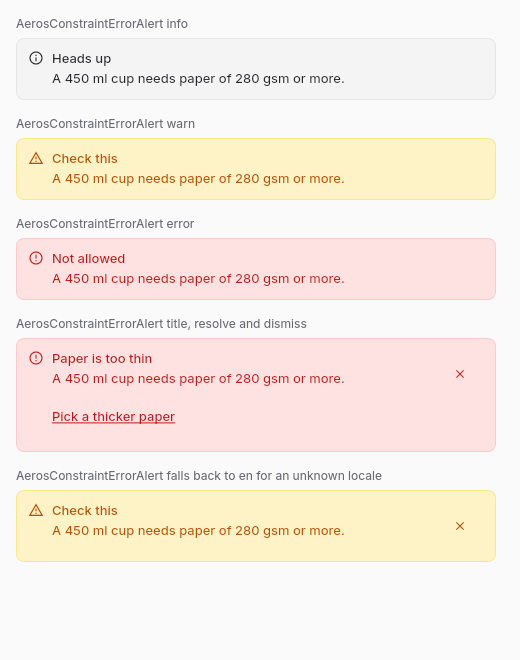 AerosConstraintErrorAlert info
Heads up
A 450 ml cup needs paper of 280 gsm or more.
AerosConstraintErrorAlert warn
Check this
A 450 ml cup needs paper of 280 gsm or more.
AerosConstraintErrorAlert error
Not allowed
A 450 ml cup needs paper of 280 gsm or more.
AerosConstraintErrorAlert title, resolve and dismiss
Paper is too thin
A 450 ml cup needs paper of 280 gsm or more.
Pick a thicker paper
AerosConstraintErrorAlert falls back to en for an unknown locale
Check this
A 450 ml cup needs paper of 280 gsm or more.